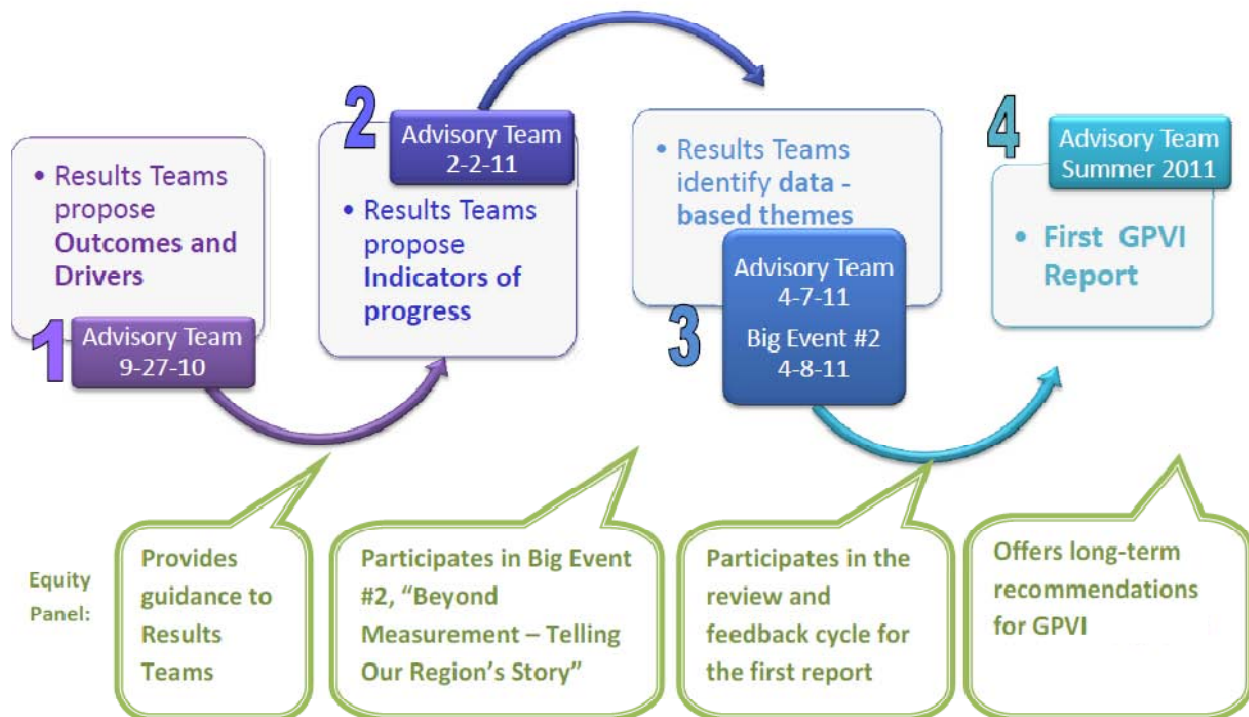 1
• Results Teams
propose
Outcomes and
Drivers
Advisory Team
9-27-10
2
Advisory Team
2-2-11
• Results Teams
propose
Indicators of
progress
• Results Teams
identify data -
based themes
3
Advisory Team
4-7-11
Big Event #2
4-8-11
4
Advisory Team
Summer 2011
• First GPVI
Report
Equity
Panel:
Provides
guidance to
Results
Teams
Participates in Big Event
#2, “Beyond
Measurement – Telling
Our Region’s Story”
Participates in the
review and
feedback cycle for
the first report
Offers long-term
recommendations
for GPVI